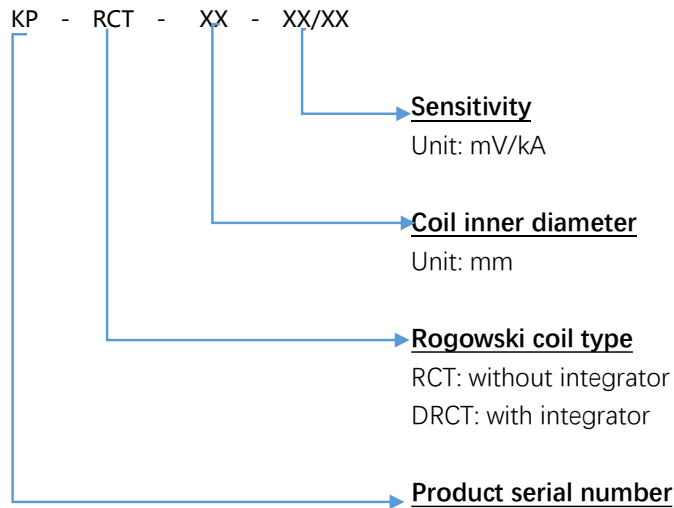 KP - RCT - XX - XX/XX
Sensitivity
Unit: mV/kA
Coil inner diameter
Unit: mm
Rogowski coil type
RCT: without integrator
DRCT: with integrator
Product serial number